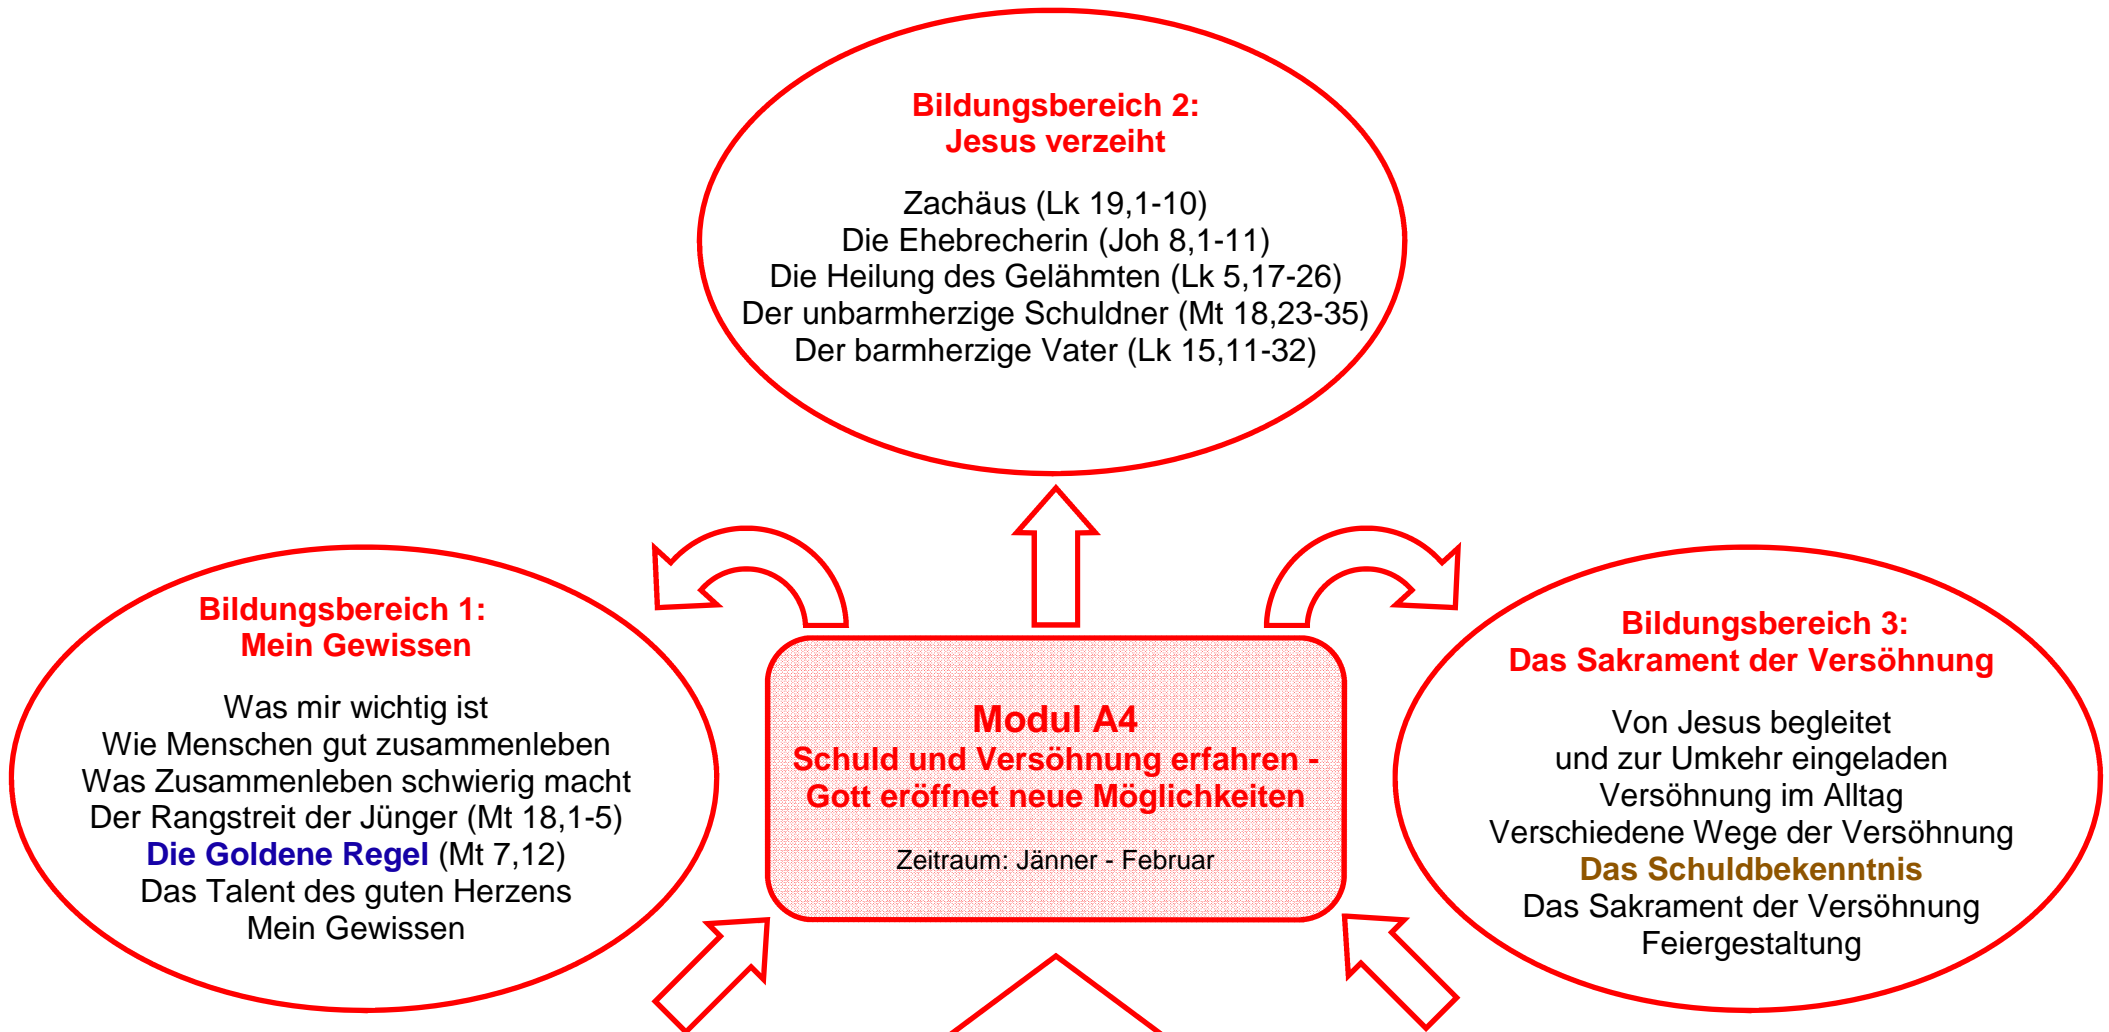 Bildungsbereich 2:
Jesus verzeiht
Zachäus (Lk 19,1-10)
Die Ehebrecherin (Joh 8,1-11)
Die Heilung des Gelähmten (Lk 5,17-26)
Der unbarmherzige Schuldner (Mt 18,23-35)
Der barmherzige Vater (Lk 15,11-32)
Bildungsbereich 1:
Mein Gewissen
Was mir wichtig ist
Wie Menschen gut zusammenleben
Was Zusammenleben schwierig macht
Der Rangstreit der Jünger (Mt 18,1-5)
Die Goldene Regel (Mt 7,12)
Das Talent des guten Herzens
Mein Gewissen
Modul A4
Schuld und Versöhnung erfahren -
Gott eröffnet neue Möglichkeiten
Zeitraum: Jänner - Februar
Bildungsbereich 3:
Das Sakrament der Versöhnung
Von Jesus begleitet
und zur Umkehr eingeladen
Versöhnung im Alltag
Verschiedene Wege der Versöhnung
Das Schuldbekenntnis
Das Sakrament der Versöhnung
Feiergestaltung